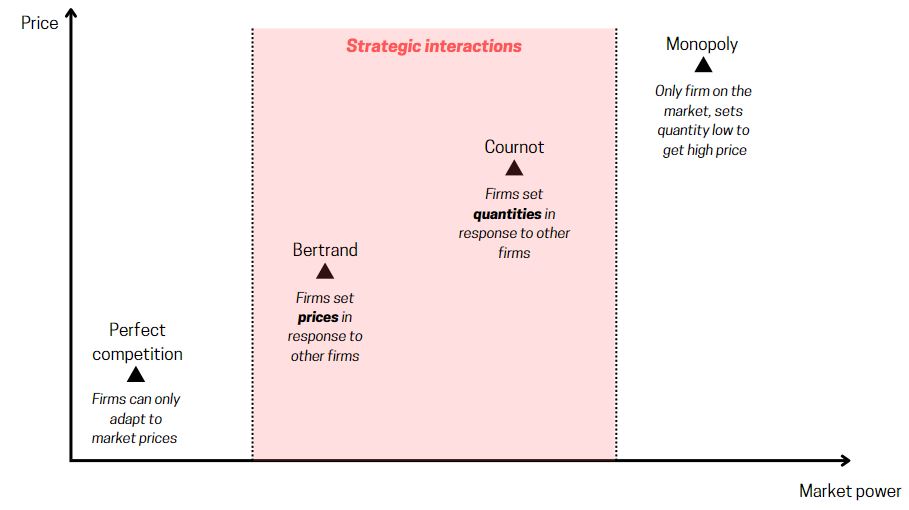 Price
Strategic interactions
Monopoly
Only firm on the
market, sets
quantity low to
get high price
Cournot
Firms set
quantities in
response to other
firms
Bertrand
Firms set
prices in
response to
other firms
Perfect
competition
Firms can only
adapt to
market prices
Market power